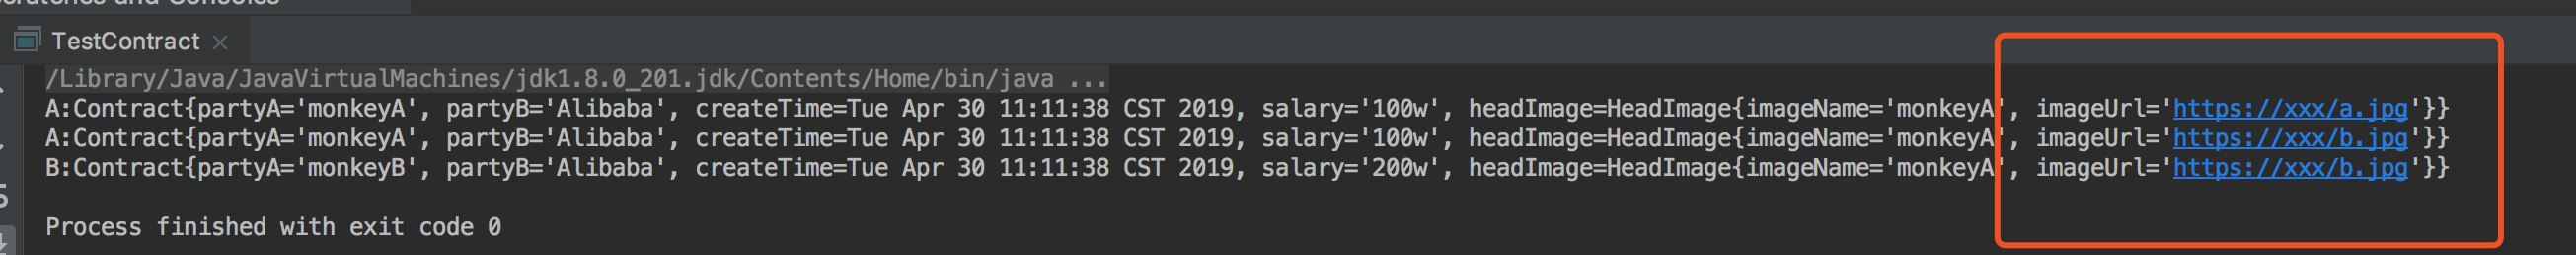 Scratches and Consoles
TestContract
/Library/Java/JavaVirtualMachines/jdk1.8.0_201.jdk/Contents/Home/bin/java ...
A:Contract{partyA='monkeyA', partyB='Alibaba', createTime=Tue Apr 30 11:11:38 CST 2019, salary='100w', headImage=HeadImage{imageName='monkeyA', imageUrl='https://xxx/a.jpg'}}
A:Contract{partyA='monkeyA', partyB='Alibaba', createTime=Tue Apr 30 11:11:38 CST 2019, salary='100w', headImage=HeadImage{imageName='monkeyA', imageUrl='https://xxx/b.jpg'}}
B:Contract{partyA='monkeyB', partyB='Alibaba', createTime=Tue Apr 30 11:11:38 CST 2019, salary='200w', headImage=HeadImage{imageName='monkeyA', imageUrl='https://xxx/b.jpg'}}
Process finished with exit code 0